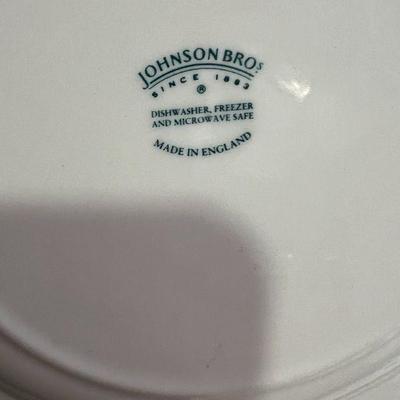 JOHNSON BROS
SINCE 1883
®
DISHWASHER, FREEZER
AND MICROWAVE SAFE
MADE IN ENGLAND